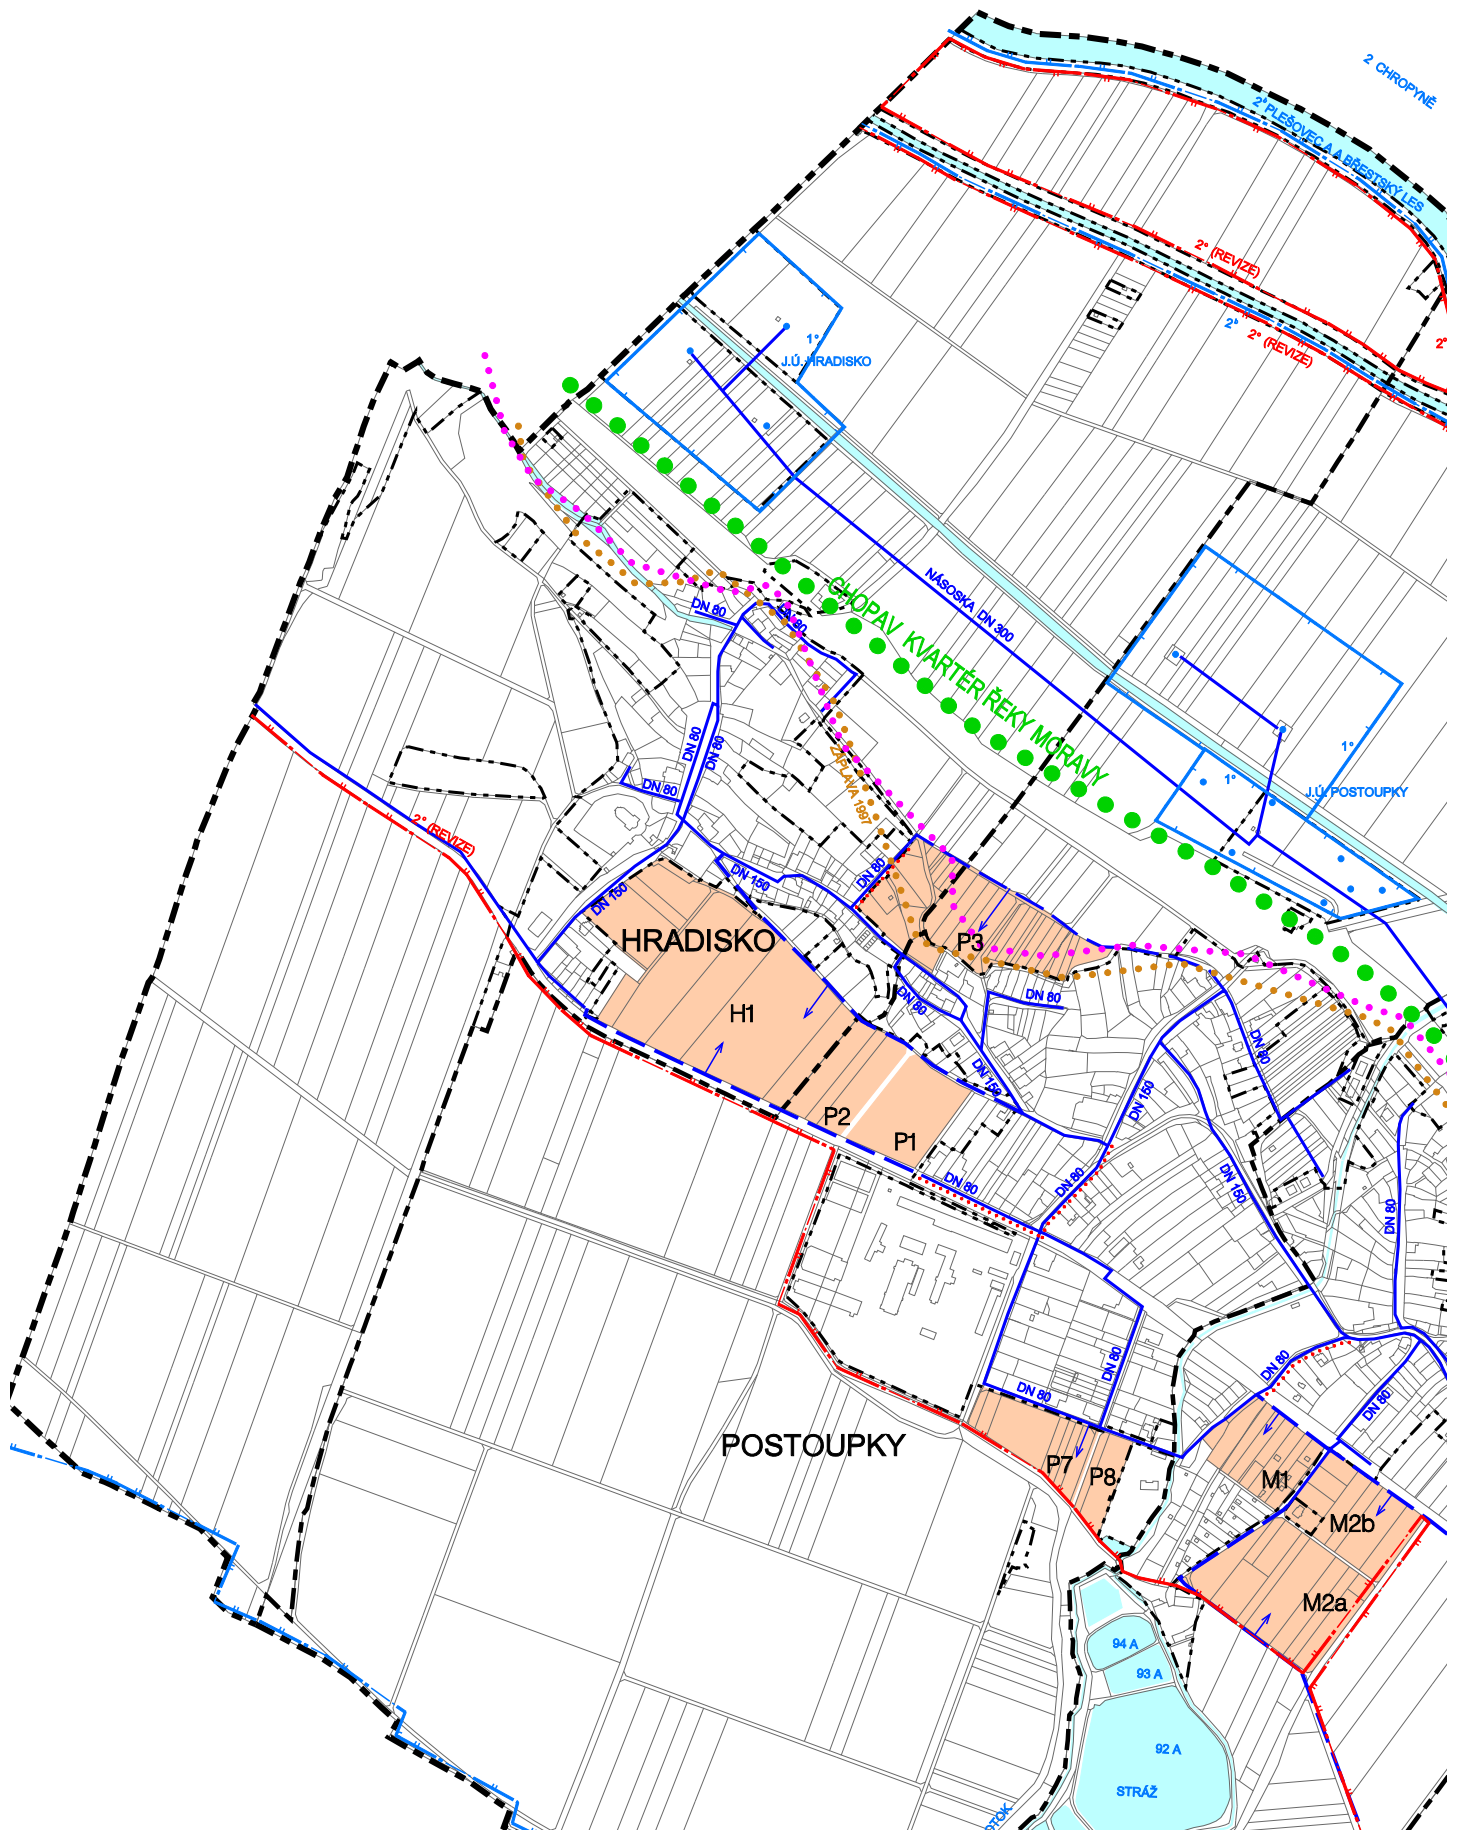 2 CHROPYNĚ
2° PLEŠOVEC A A BŘESTSKÝ LES
2° (REVIZE)
2°
2° (REVIZE)
2°
1°
J.Ú. HRADISKO
NÁSOSKA DN 300
CHOPAV KVARTÉR ŘEKY MORAVY
DN 80
DN 80
DN 80
DN 80
DN 80
ZÁPLAVA 1997
1°
1°
J.Ú. POSTOUPKY
2° (REVIZE)
DN 150
DN 150
DN 80
HRADISKO
P3
H1
DN 80
DN 80
DN 80
DN 150
DN 150
P2
P1
DN 80
DN 80
DN 150
DN 80
DN 80
DN 80
DN 80
DN 80
POSTOUPKY
P7
P8
M1
M2b
M2a
94 A
93 A
92 A
STRÁŽ